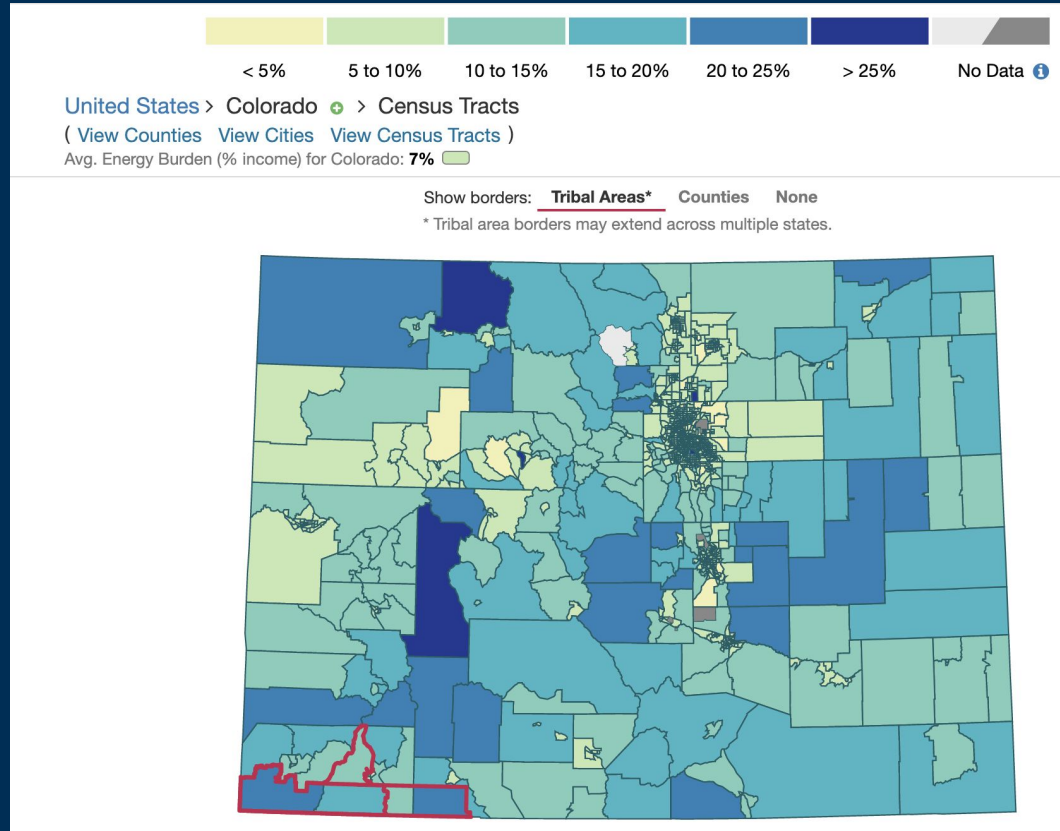 < 5% 5 to 10% 10 to 15% 15 to 20% 20 to 25% > 25% No Data i
United States > Colorado + > Census Tracts
( View Counties View Cities View Census Tracts )
Avg. Energy Burden (% income) for Colorado: 7%
Show borders: Tribal Areas* Counties None
* Tribal area borders may extend across multiple states.